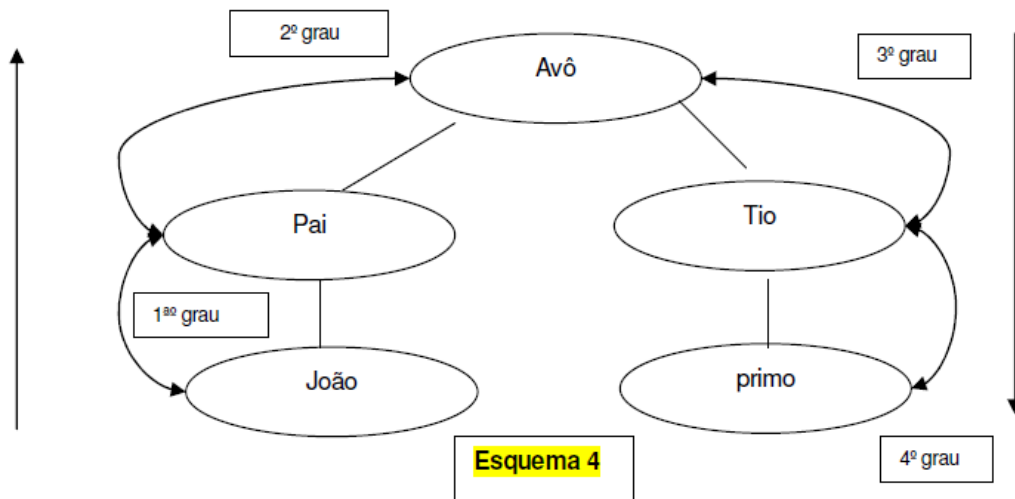 2º grau
Avô
3º grau
Pai
Tio
1ªº grau
João
primo
Esquema 4
4º grau